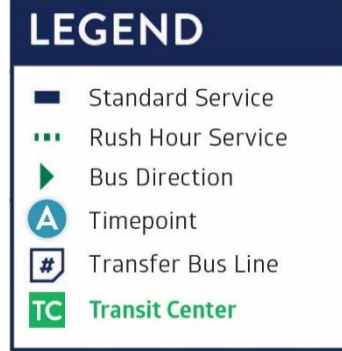 LEGEND
Standard Service
Rush Hour Service
Bus Direction
A Timepoint
# Transfer Bus Line
TC Transit Center